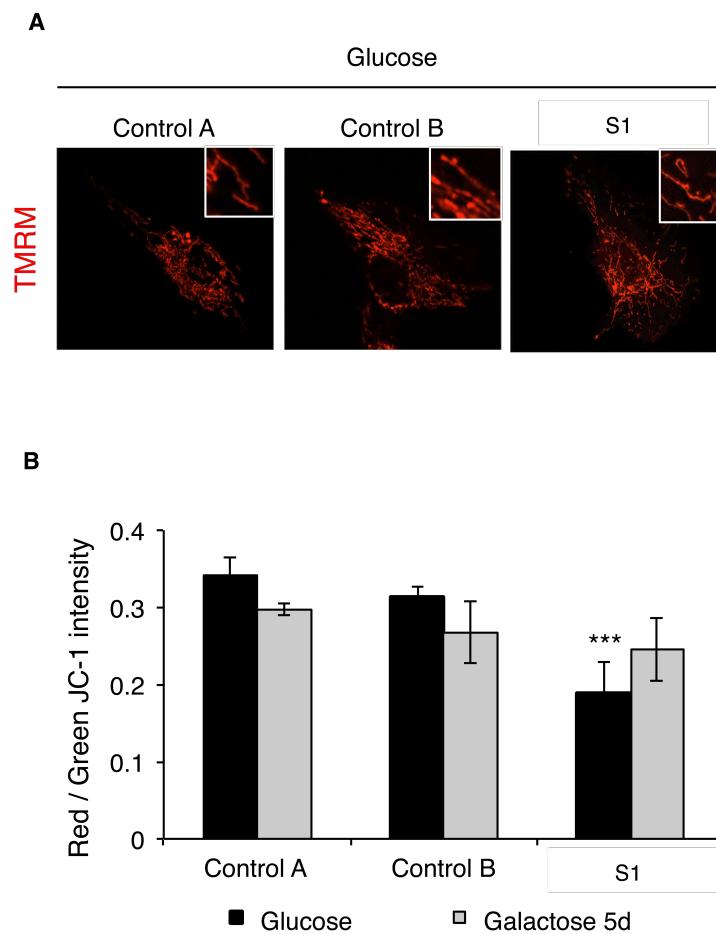 A
Glucose
Control A
Control B
S1
TMRM
B
Red / Green JC-1 intensity
0.4
0.3
0.2
0.1
0
***
Control A
Control B
S1
Glucose
Galactose 5d